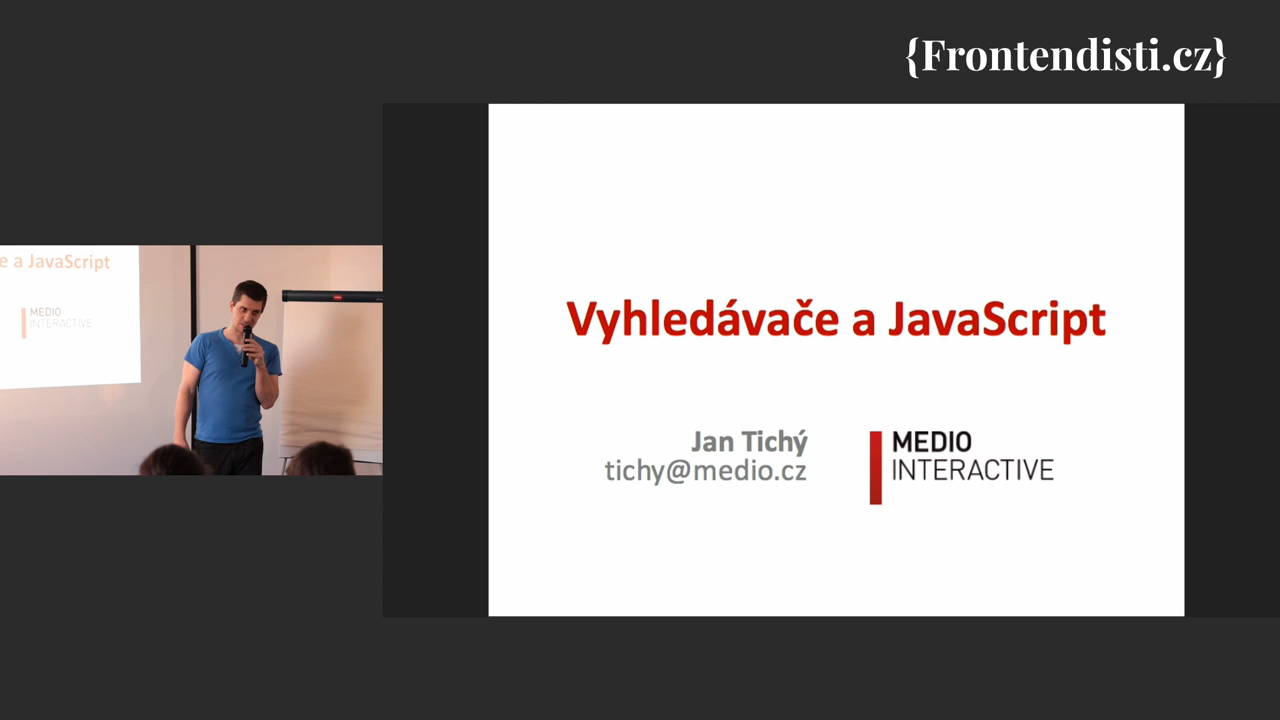 {Frontendisti.cz}
e a JavaScript
MEDIO
INTERACTIVE
Vyhledávače a JavaScript
Jan Tichý
tichy@medio.cz
MEDIO
INTERACTIVE